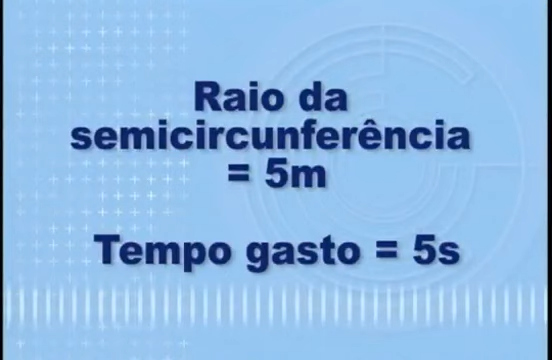 Raio da
semicircunferência
= 5m
Tempo gasto = 5s